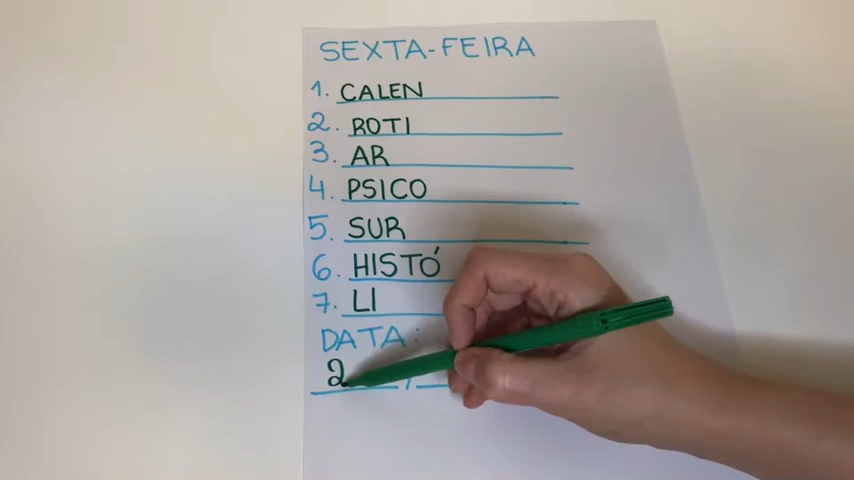 SEXTA-FEIRA
1. CALEN
2. ROTI
3. AR
4. PSICO
5. SUR
6. HISTÓ
7. LI
DATA:
2 /